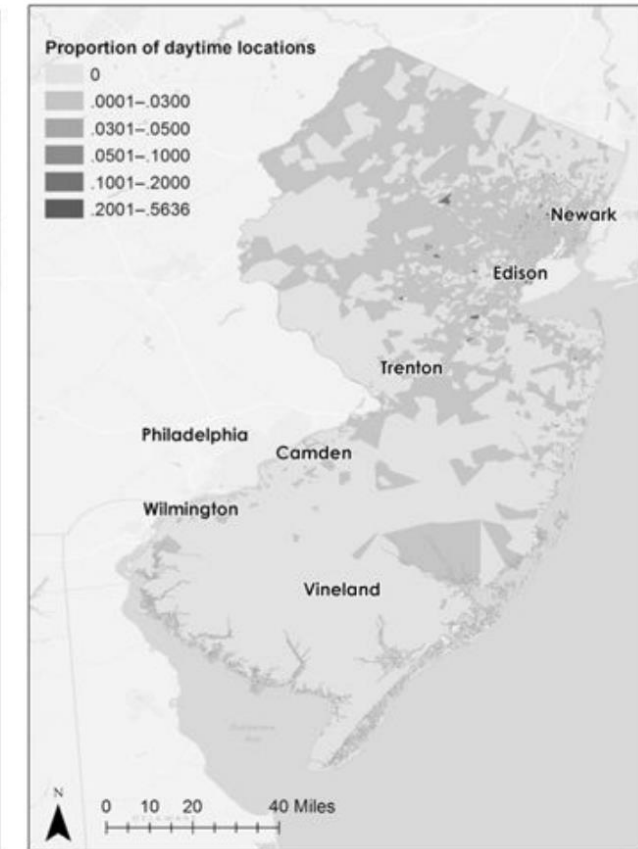 Proportion of daytime locations
0
.0001–.0300
.0301–.0500
.0501–.1000
.1001–.2000
.2001–.5636
Newark
Edison
Trenton
Philadelphia
Camden
Wilmington
Vineland
N
0 10 20 40 Miles